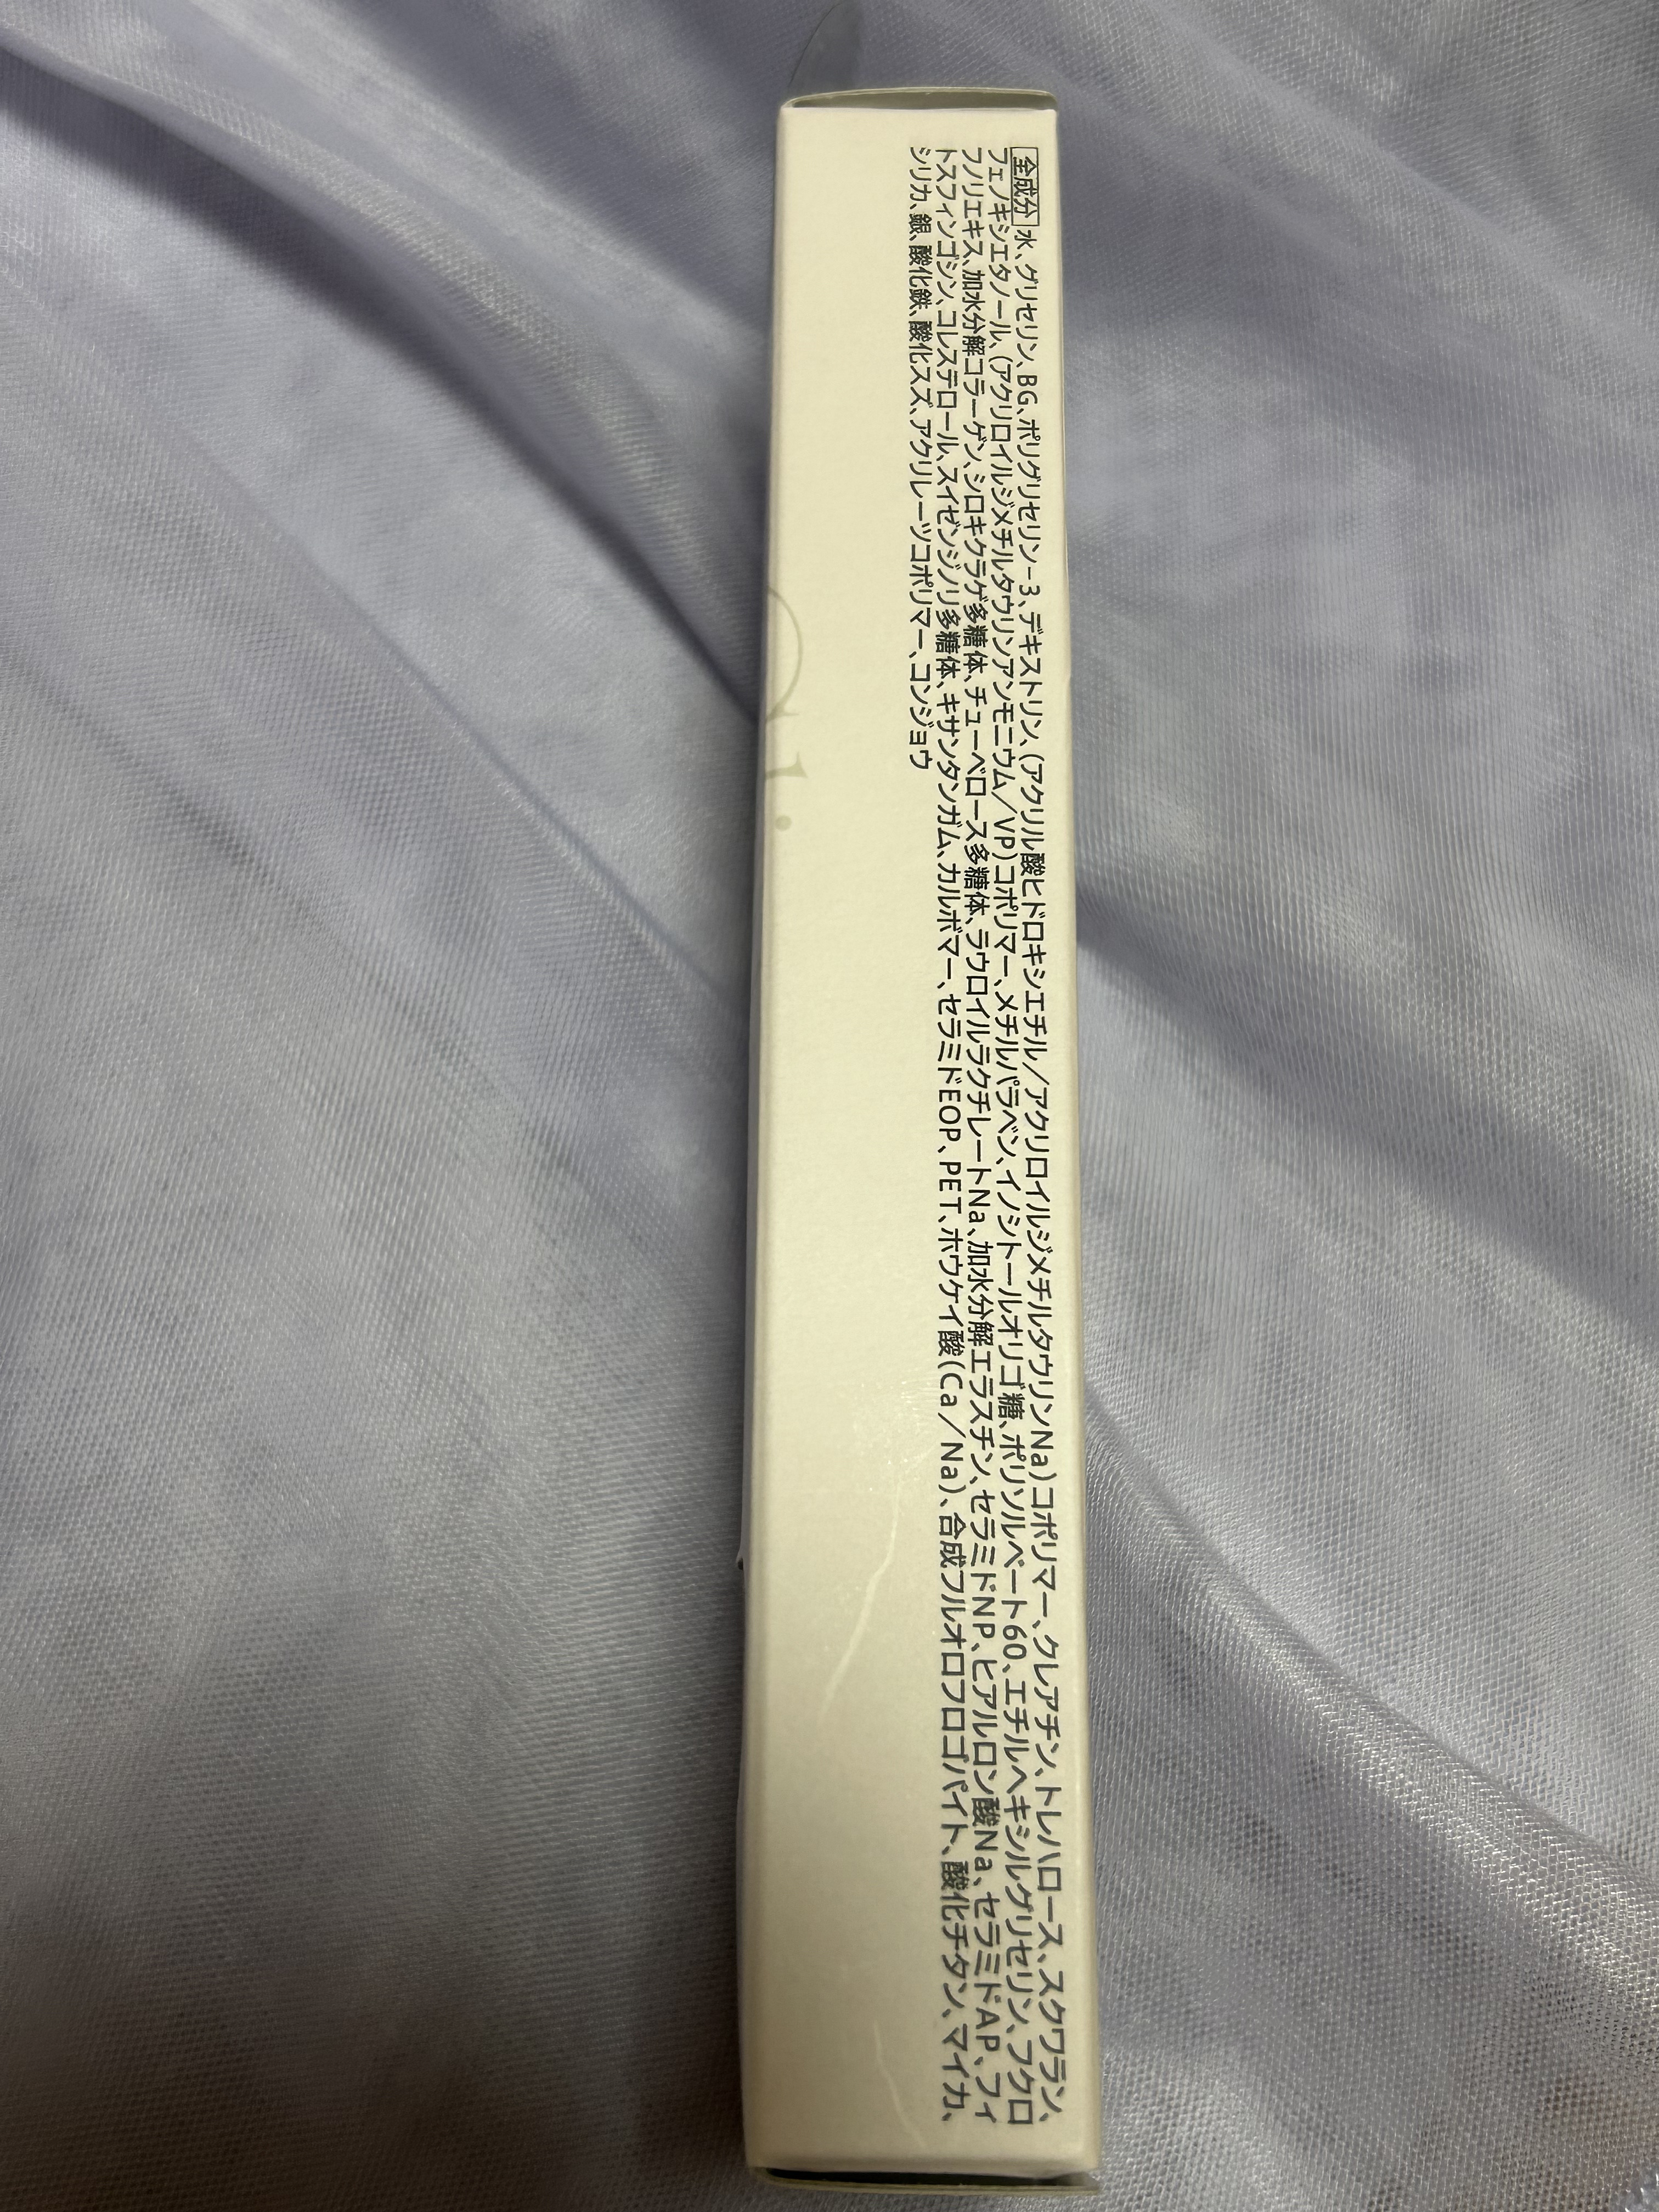 全成分 水、グリセリン、BG、ポリグリセリン-3、デキストリン、(アクリル酸ヒドロキシエチル/アクリロイルジメチルタウリンNa)コポリマー、クレアチン、トレハロース、スクワラン、
フェノキシエタノール、(アクリロイルジメチルタウリンアンモニウム/VP)コポリマー、メチルパラベン、イノシトールオリゴ糖、ポリソルベート60、エチルヘキシルグリセリン、フクロ
フノリエキス、加水分解コラーゲン、シロキクラゲ多糖体、チューベロース多糖体、ラウロイルラクチレートNa、加水分解エラスチン、セラミドNP、ヒアルロン酸Na、セラミドAP、フィ
トスフィンゴシン、コレステロール、スイゼンジノリ多糖体、キサンタンガム、カルボマー、セラミドEOP、PET、ホウケイ酸(Ca/Na)、合成フルオロフロゴパイト、酸化チタン、マイカ、
シリカ、銀、酸化鉄、酸化スズ、アクリレーツコポリマー、コンジョウ